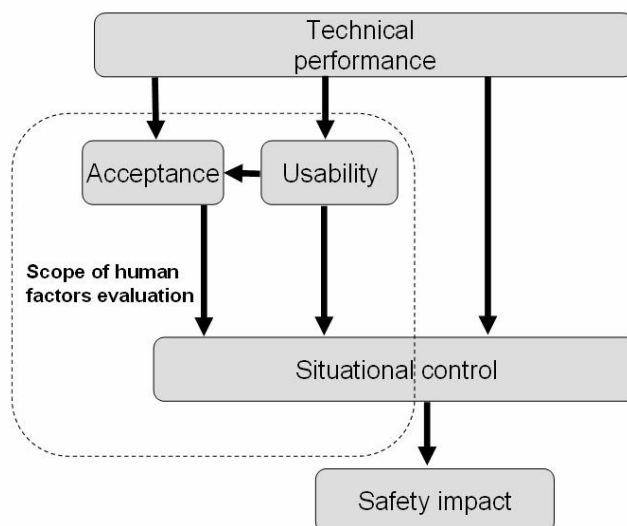 Technical
performance
Acceptance
Usability
Scope of human
factors evaluation
Situational control
Safety impact